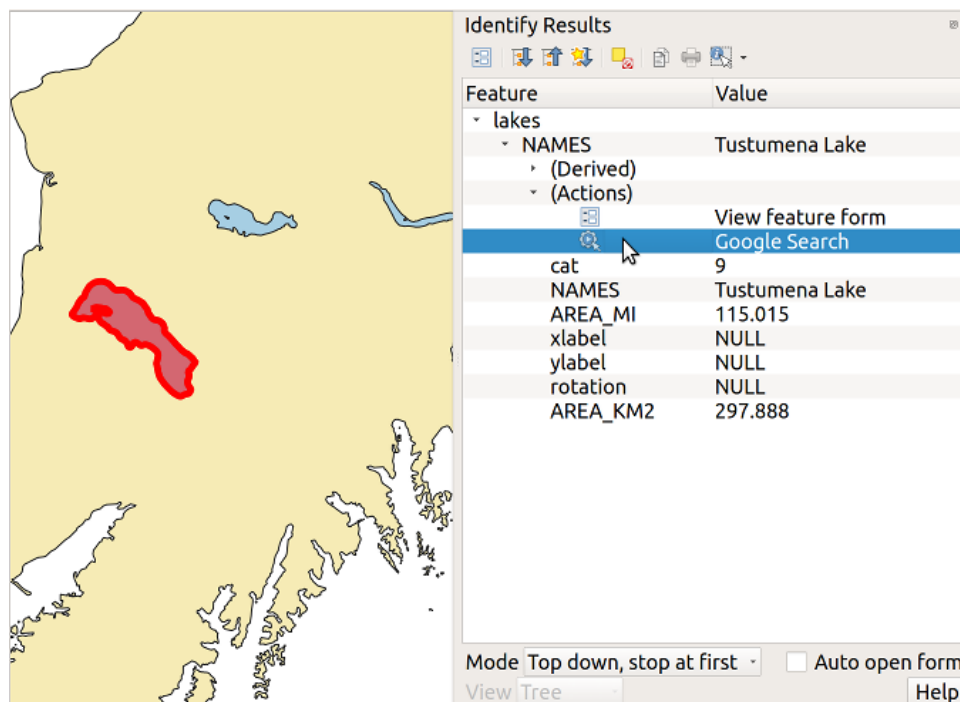 Identify Results
Feature Value
lakes
NAMES Tustumena Lake
(Derived)
(Actions)
View feature form
Google Search
cat 9
NAMES Tustumena Lake
AREA_MI 115.015
xlabel NULL
ylabel NULL
rotation NULL
AREA_KM2 297.888
Mode Top down, stop at first Auto open form
View Tree Help